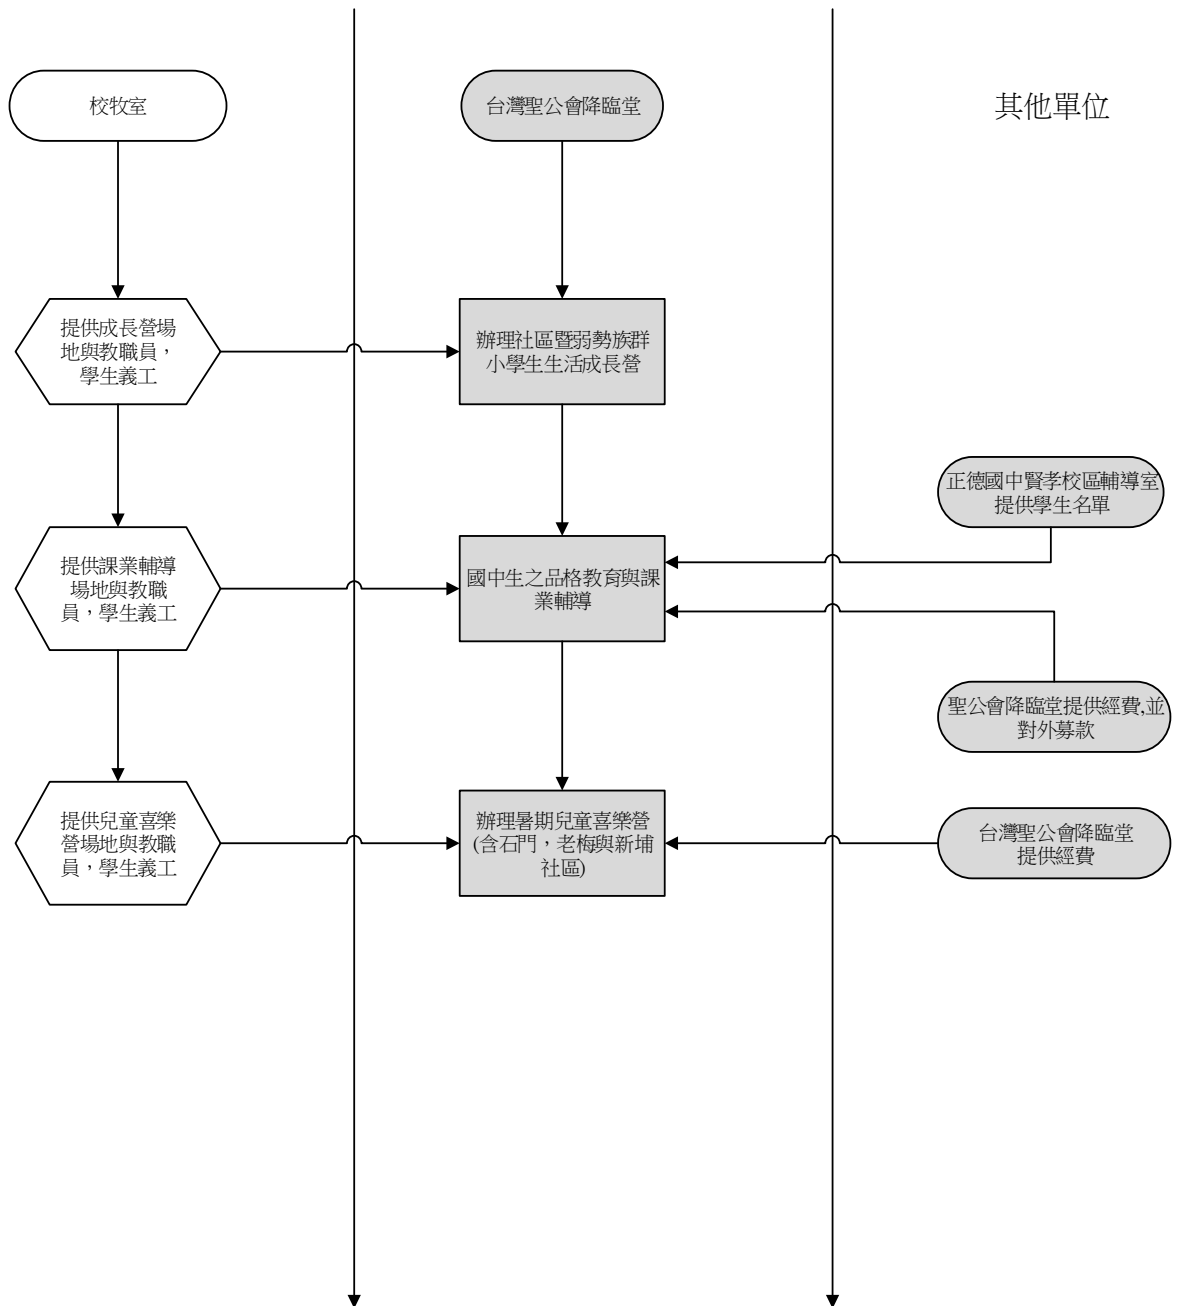 校牧室
台灣聖公會降臨堂
其他單位
提供成長營場
地與教職員，
學生義工
辦理社區暨弱勢族群
小學生生活成長營
正德國中賢孝校區輔導室
提供學生名單
提供課業輔導
場地與教職
員，學生義工
國中生之品格教育與課
業輔導
聖公會降臨堂提供經費,並
對外募款
提供兒童喜樂
營場地與教職
員，學生義工
辦理暑期兒童喜樂營
(含石門，老梅與新埔
社區)
台灣聖公會降臨堂
提供經費